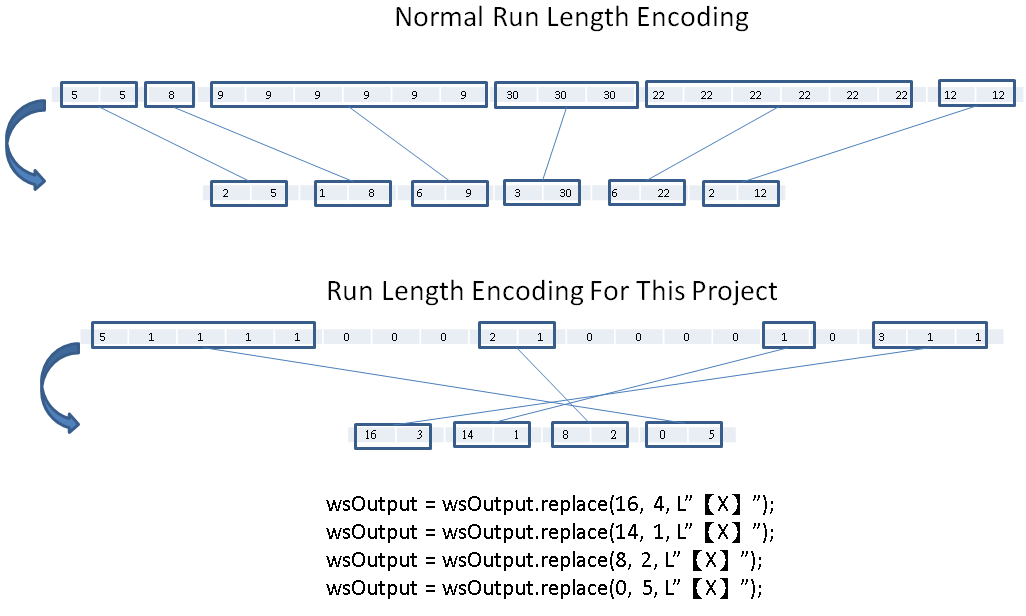 Normal Run Length Encoding
5 5 8 9 9 9 9 9 9 30 30 30 22 22 22 22 22 22 12 12
2 5 1 8 6 9 3 30 6 22 2 12
Run Length Encoding For This Project
5 1 1 1 1 0 0 0 2 1 0 0 0 0 1 0 3 1 1
16 3 14 1 8 2 0 5
wsOutput = wsOutput.replace(16, 4, L”【X】”);
wsOutput = wsOutput.replace(14, 1, L”【X】”);
wsOutput = wsOutput.replace(8, 2, L”【X】”);
wsOutput = wsOutput.replace(0, 5, L”【X】”);